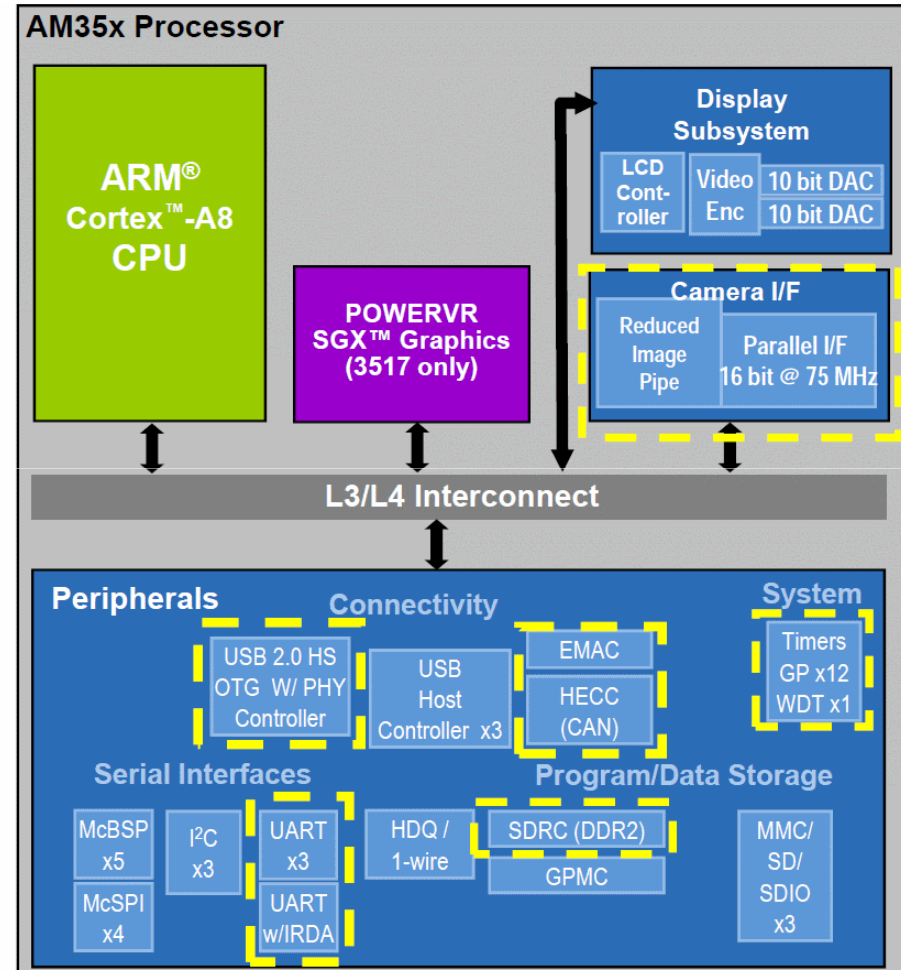 AM35x Processor
ARM®
Cortex™-A8
CPU
POWERVR
SGX™ Graphics
(3517 only)
Display
Subsystem
LCD
Cont-
roller
Video
Enc
10 bit DAC
10 bit DAC
Camera I/F
Reduced
Image
Pipe
Parallel I/F
16 bit @ 75 MHz
L3/L4 Interconnect
Peripherals
Connectivity
System
USB 2.0 HS
OTG W/ PHY
Controller
USB
Host
Controller x3
EMAC
HECC
(CAN)
Timers
GP x12
WDT x1
Serial Interfaces
Program/Data Storage
McBSP
x5
McSPI
x4
I²C
x3
UART
x3
UART
w/IRDA
HDQ /
1-wire
SDRC (DDR2)
GPMC
MMC/
SD/
SDIO
x3